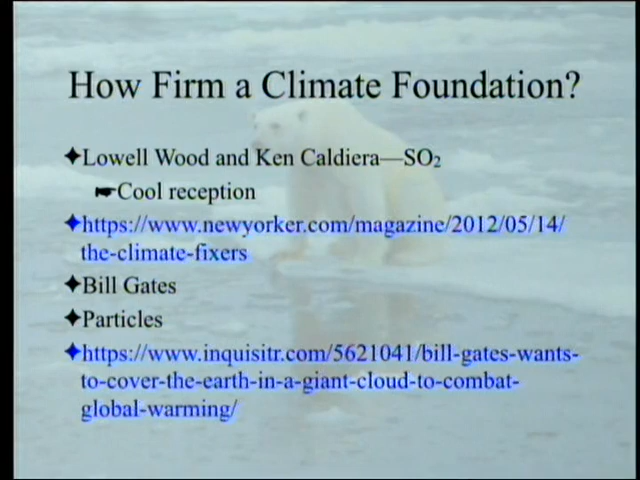 How Firm a Climate Foundation?
✦Lowell Wood and Ken Caldiera—SO₂
☛Cool reception
✦https://www.newyorker.com/magazine/2012/05/14/
the-climate-fixers
✦Bill Gates
✦Particles
✦https://www.inquisitr.com/5621041/bill-gates-wants-
to-cover-the-earth-in-a-giant-cloud-to-combat-
global-warming/